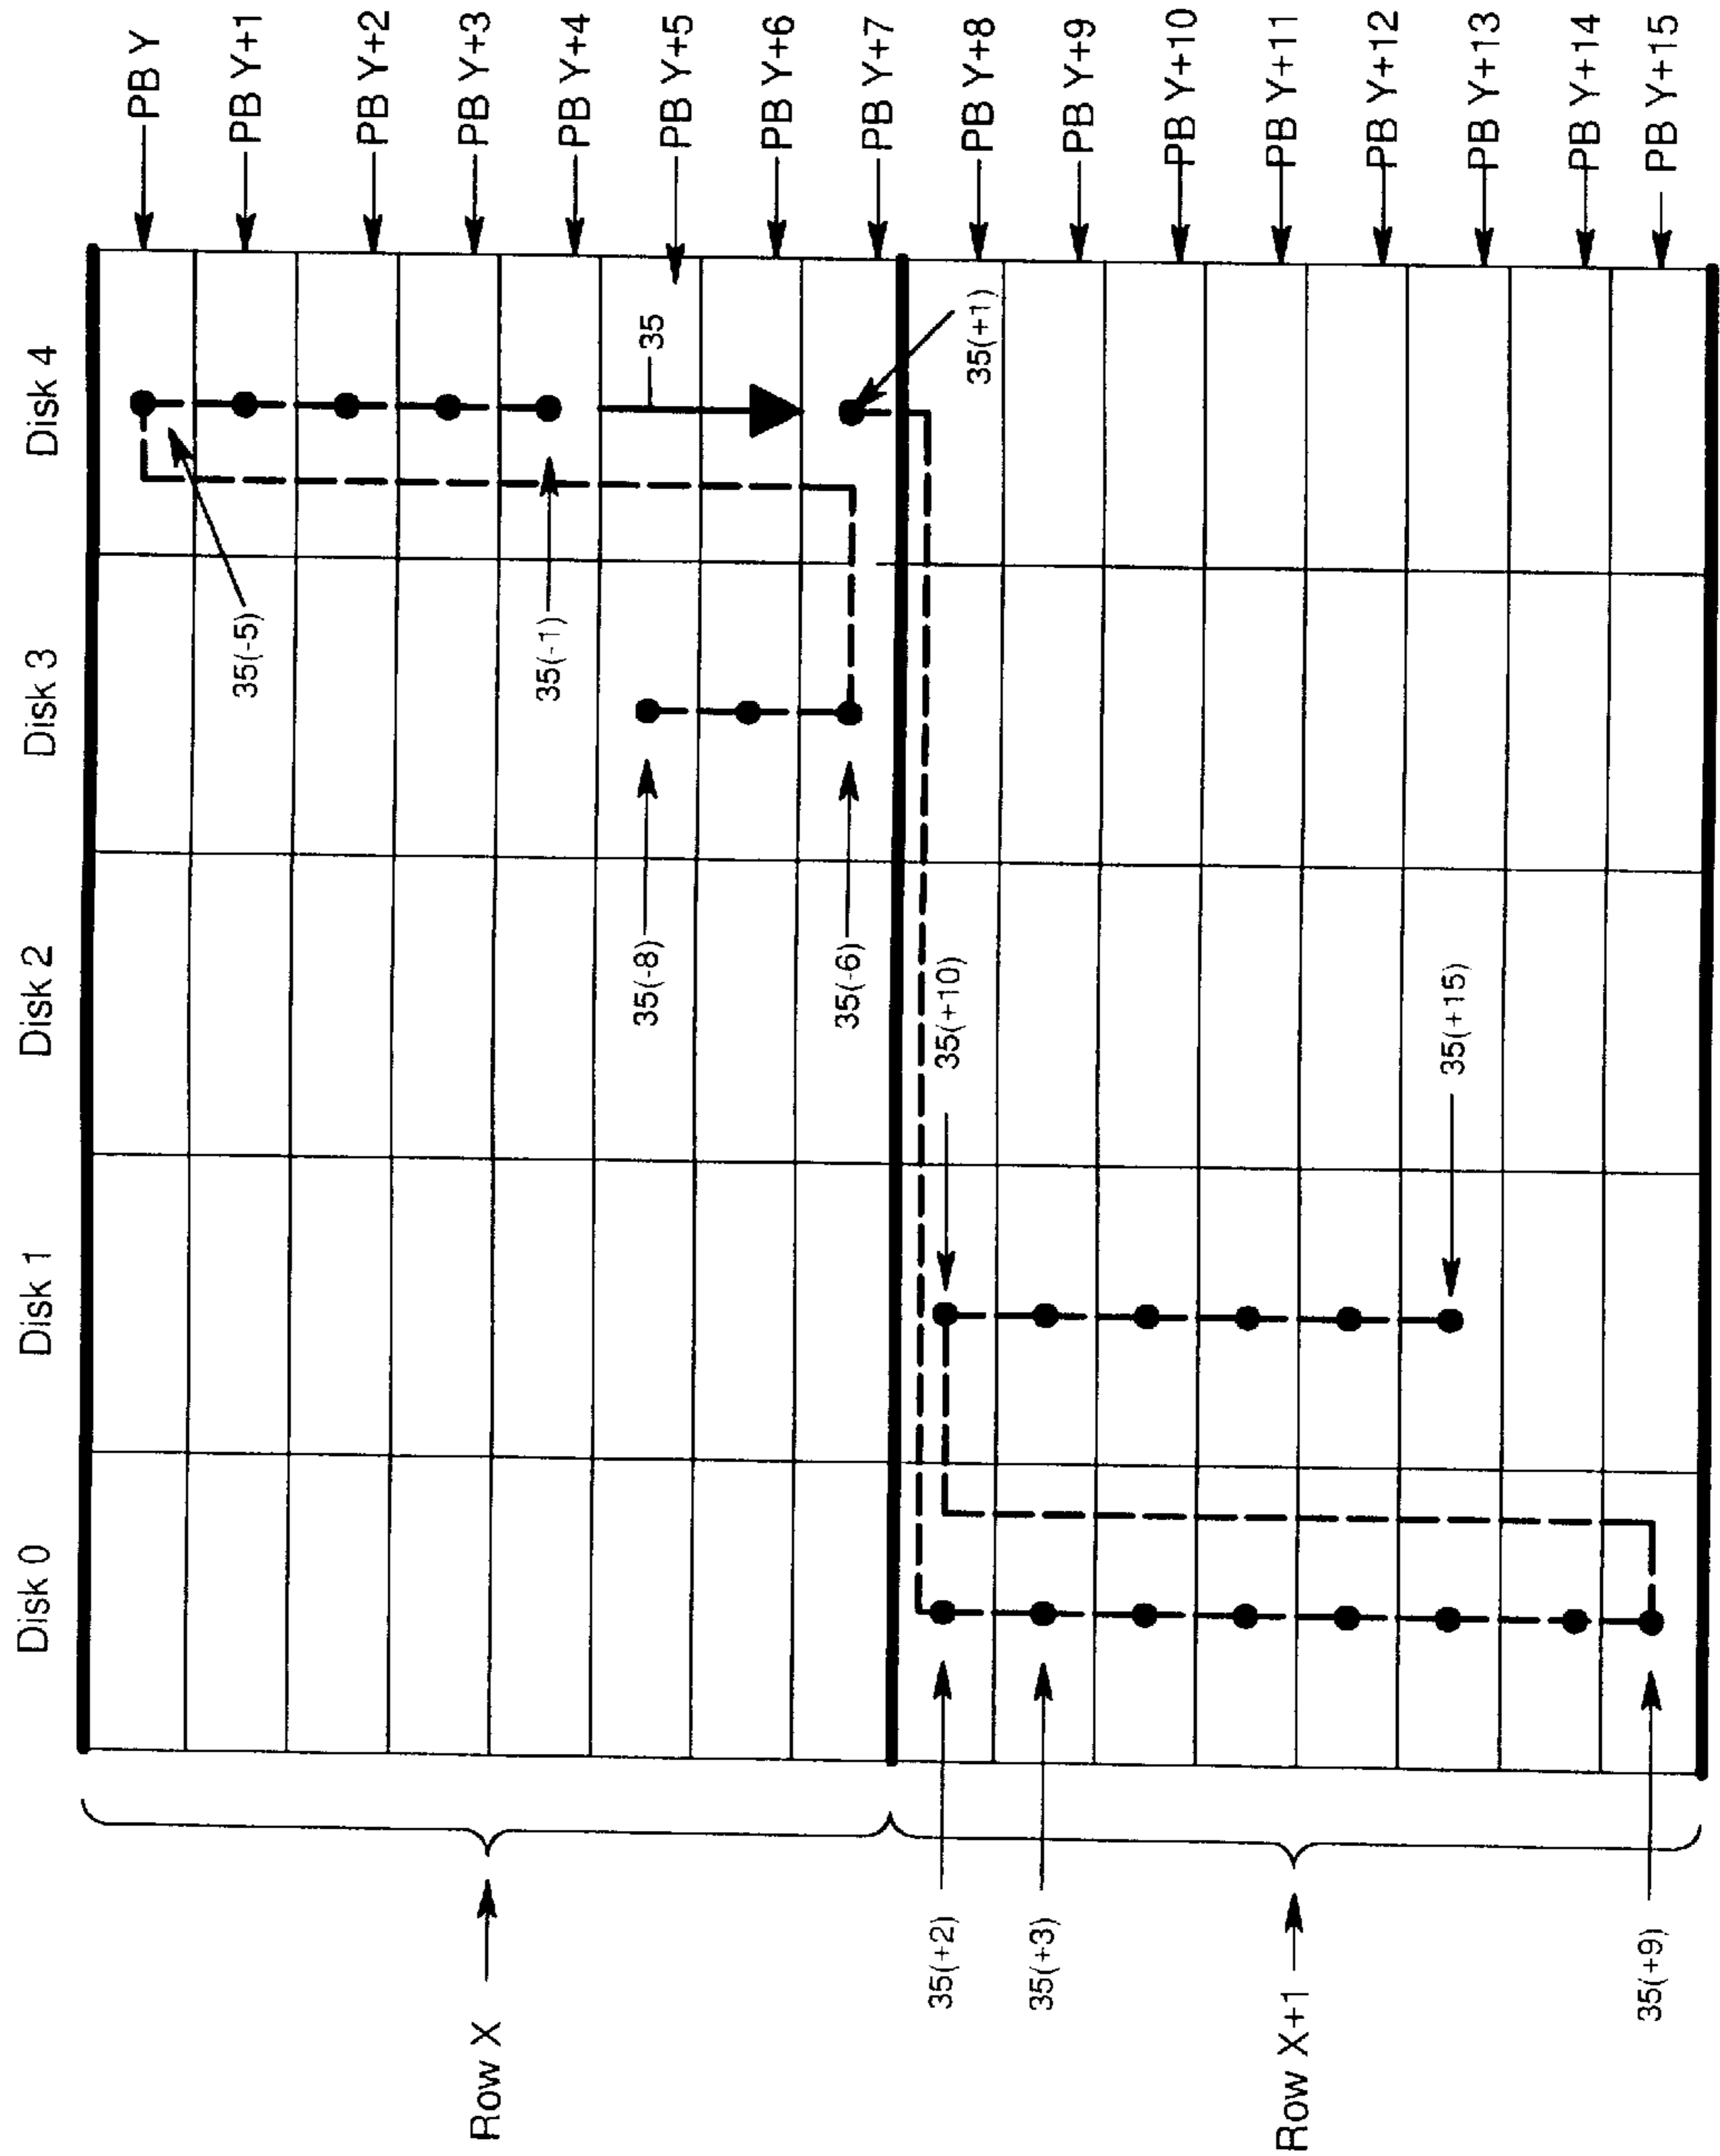 Disk 0
Disk 1
Disk 2
Disk 3
Disk 4
Row X
Row X+1
PB Y
PB Y+1
PB Y+2
PB Y+3
PB Y+4
PB Y+5
PB Y+6
PB Y+7
PB Y+8
PB Y+9
PB Y+10
PB Y+11
PB Y+12
PB Y+13
PB Y+14
PB Y+15
35(-5)
35(-1)
35
35(-8)
35(-6)
35(+1)
35(+2)
35(+10)
35(+3)
35(+15)
35(+9)